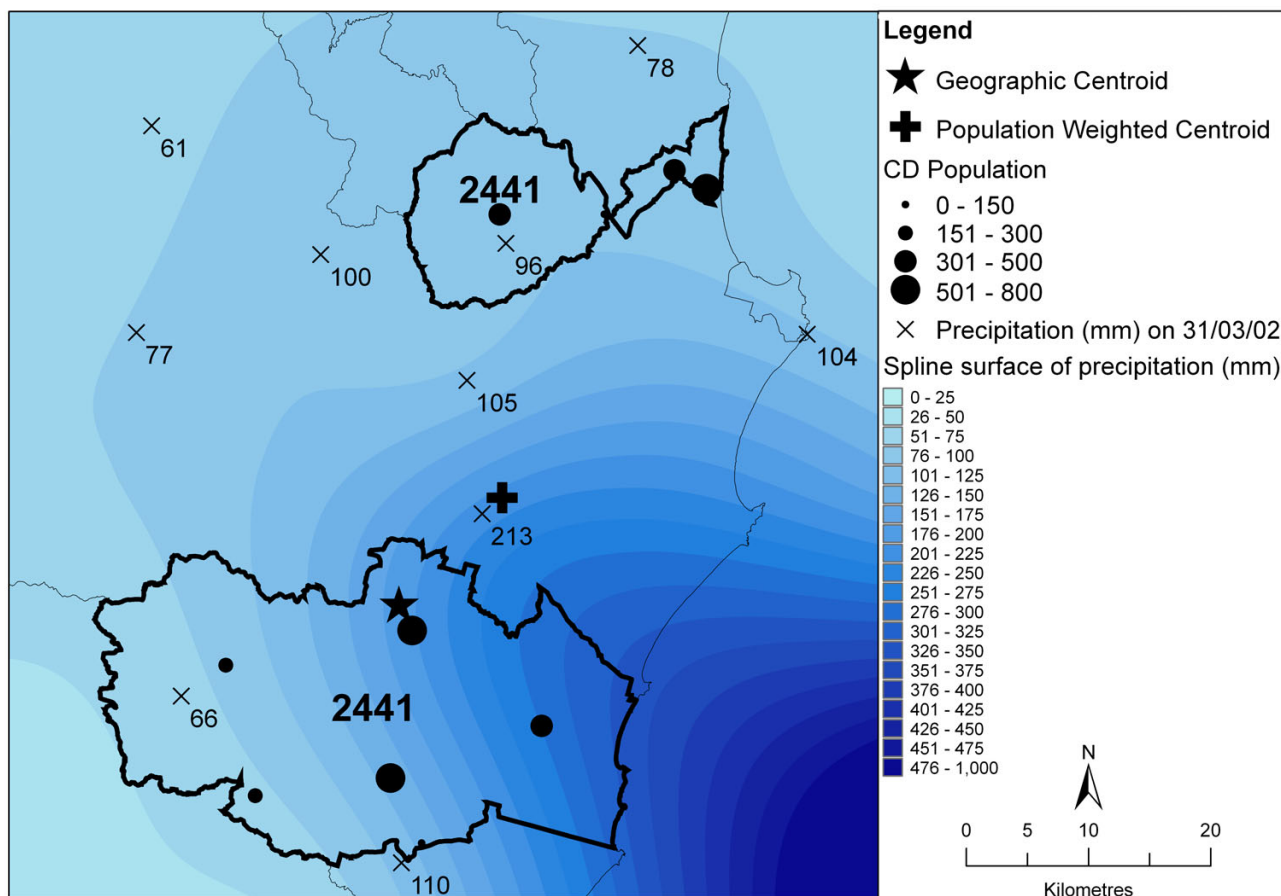 78
61
2441
96
100
77
104
105
213
2441
66
110
Legend
Geographic Centroid
Population Weighted Centroid
CD Population
0 - 150
151 - 300
301 - 500
501 - 800
Precipitation (mm) on 31/03/02
Spline surface of precipitation (mm)
0 - 25
26 - 50
51 - 75
76 - 100
101 - 125
126 - 150
151 - 175
176 - 200
201 - 225
226 - 250
251 - 275
276 - 300
301 - 325
326 - 350
351 - 375
376 - 400
401 - 425
426 - 450
451 - 475
476 - 1,000
N
0 5 10 20
Kilometres